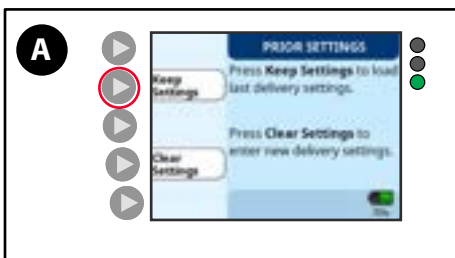 A
PRIOR SETTINGS
Keep
Settings
Press Keep Settings to load
last delivery settings.
Clear
Settings
Press Clear Settings to
enter new delivery settings.